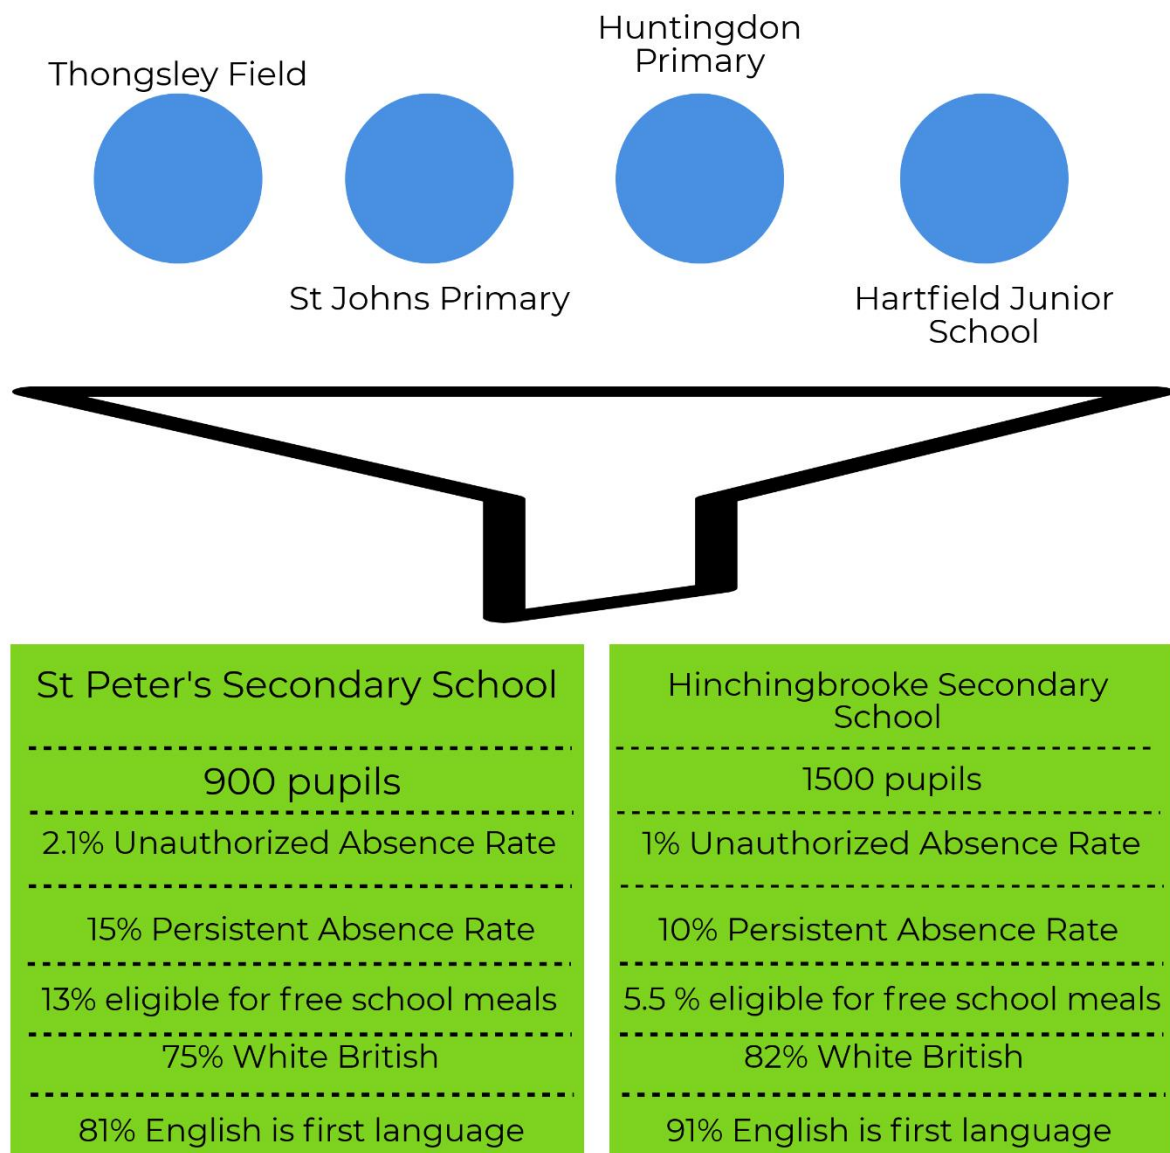 Thongsley Field
Huntingdon
Primary
St Johns Primary
Hartfield Junior
School
St Peter's Secondary School
900 pupils
2.1% Unauthorized Absence Rate
15% Persistent Absence Rate
13% eligible for free school meals
75% White British
81% English is first language
Hinchingbrooke Secondary
School
1500 pupils
1% Unauthorized Absence Rate
10% Persistent Absence Rate
5.5 % eligible for free school meals
82% White British
91% English is first language